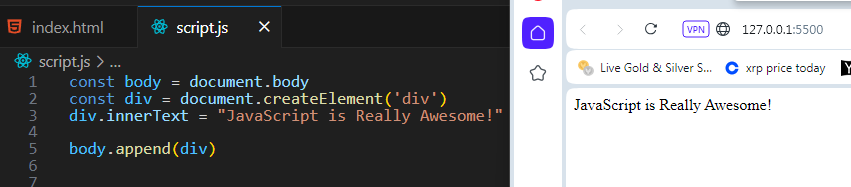 index.html
script.js
script.js > ...
1 const body = document.body
2 const div = document.createElement('div')
3 div.innerText = "JavaScript is Really Awesome!"
4
5 body.append(div)
6
7
VPN 127.0.0.1:5500
Live Gold & Silver S... xrp price today
JavaScript is Really Awesome!